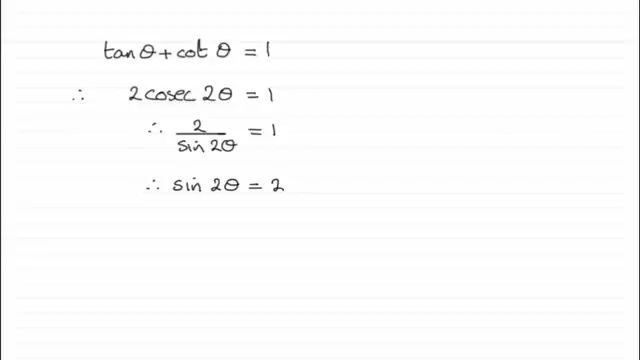 tan θ + cot θ = 1
∴ 2 cosec 2θ = 1
∴ 2/sin 2θ = 1
∴ sin 2θ = 2